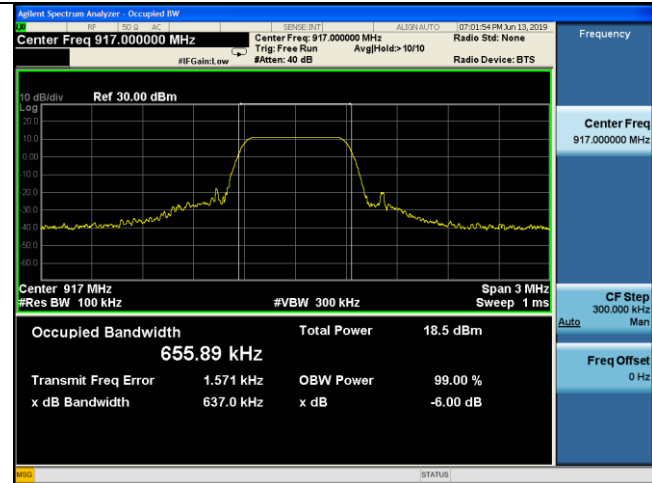 Agilent Spectrum Analyzer - Occupied BW
RF 50 Ω AC SENSE:INT ALIGN AUTO 07:01:54 PM Jun 13, 2019
Center Freq 917.000000 MHz Center Freq: 917.000000 MHz Radio Std: None Frequency
Trig: Free Run Avg|Hold:> 10/10
#IFGain:Low #Atten: 40 dB Radio Device: BTS
10 dB/div Ref 30.00 dBm
Log
20.0
10.0
0.00
-10.0
-20.0
-30.0
-40.0
-50.0
-60.0
Center Freq
917.000000 MHz
Center 917 MHz Span 3 MHz
#Res BW 100 kHz #VBW 300 kHz Sweep 1 ms
CF Step
300.000 kHz
Auto Man
Freq Offset
0 Hz
Occupied Bandwidth Total Power 18.5 dBm
655.89 kHz
Transmit Freq Error 1.571 kHz OBW Power 99.00 %
x dB Bandwidth 637.0 kHz x dB -6.00 dB
MSG STATUS